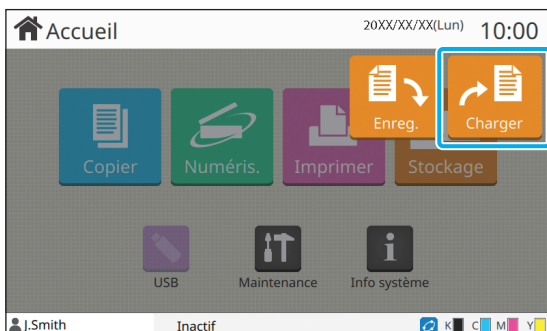 Accueil 20XX/XX/XX(Lun) 10:00
Enreg. Charger
Copier Numéris. Imprimer Stockage
USB Maintenance Info système
J.Smith Inactif K C M Y